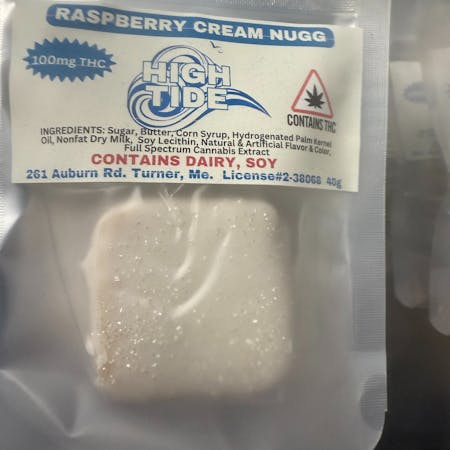 RASPBERRY CREAM NUGG
100mg THC
HIGH
TIDE
CONTAINS THC
INGREDIENTS: Sugar, Butter, Corn Syrup, Hydrogenated Palm Kernel
Oil, Nonfat Dry Milk, Soy Lecithin, Natural & Artificial Flavor & Color,
Full Spectrum Cannabis Extract
CONTAINS DAIRY, SOY
261 Auburn Rd. Turner, Me. License#2-38068 40g